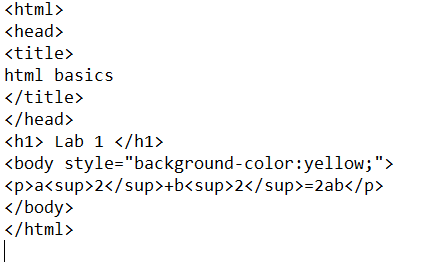 <html>
<head>
<title>
html basics
</title>
</head>
<h1> Lab 1 </h1>
<body style="background-color:yellow;">
<p>a<sup>2</sup>+b<sup>2</sup>=2ab</p>
</body>
</html>